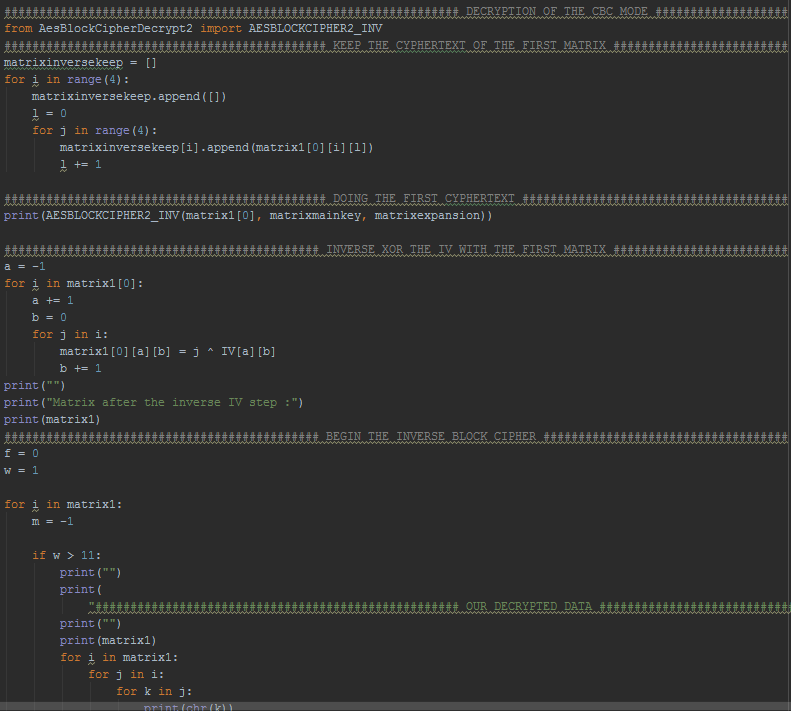 ################################################################# DECRYPTION OF THE CBC MODE ###################
from AesBlockCipherDecrypt2 import AESBLOCKCIPHER2_INV
############################################## KEEP THE CYPHERTEXT OF THE FIRST MATRIX #########################
matrixinversekeep = []
for i in range(4):
    matrixinversekeep.append([])
    l = 0
    for j in range(4):
        matrixinversekeep[i].append(matrix1[0][i][l])
        l += 1
############################################## DOING THE FIRST CYPHERTEXT ######################################
print(AESBLOCKCIPHER2_INV(matrix1[0], matrixmainkey, matrixexpansion))
############################################# INVERSE XOR THE IV WITH THE FIRST MATRIX #########################
a = -1
for i in matrix1[0]:
    a += 1
    b = 0
    for j in i:
        matrix1[0][a][b] = j ^ IV[a][b]
        b += 1
print("")
print("Matrix after the inverse IV step :")
print(matrix1)
############################################# BEGIN THE INVERSE BLOCK CIPHER ###################################
f = 0
w = 1
for i in matrix1:
    m = -1
    if w > 11:
        print("")
        print(
            "#################################################### OUR DECRYPTED DATA ###########################
        print("")
        print(matrix1)
        for i in matrix1:
            for j in i:
                for k in j:
                    print(chr(k))